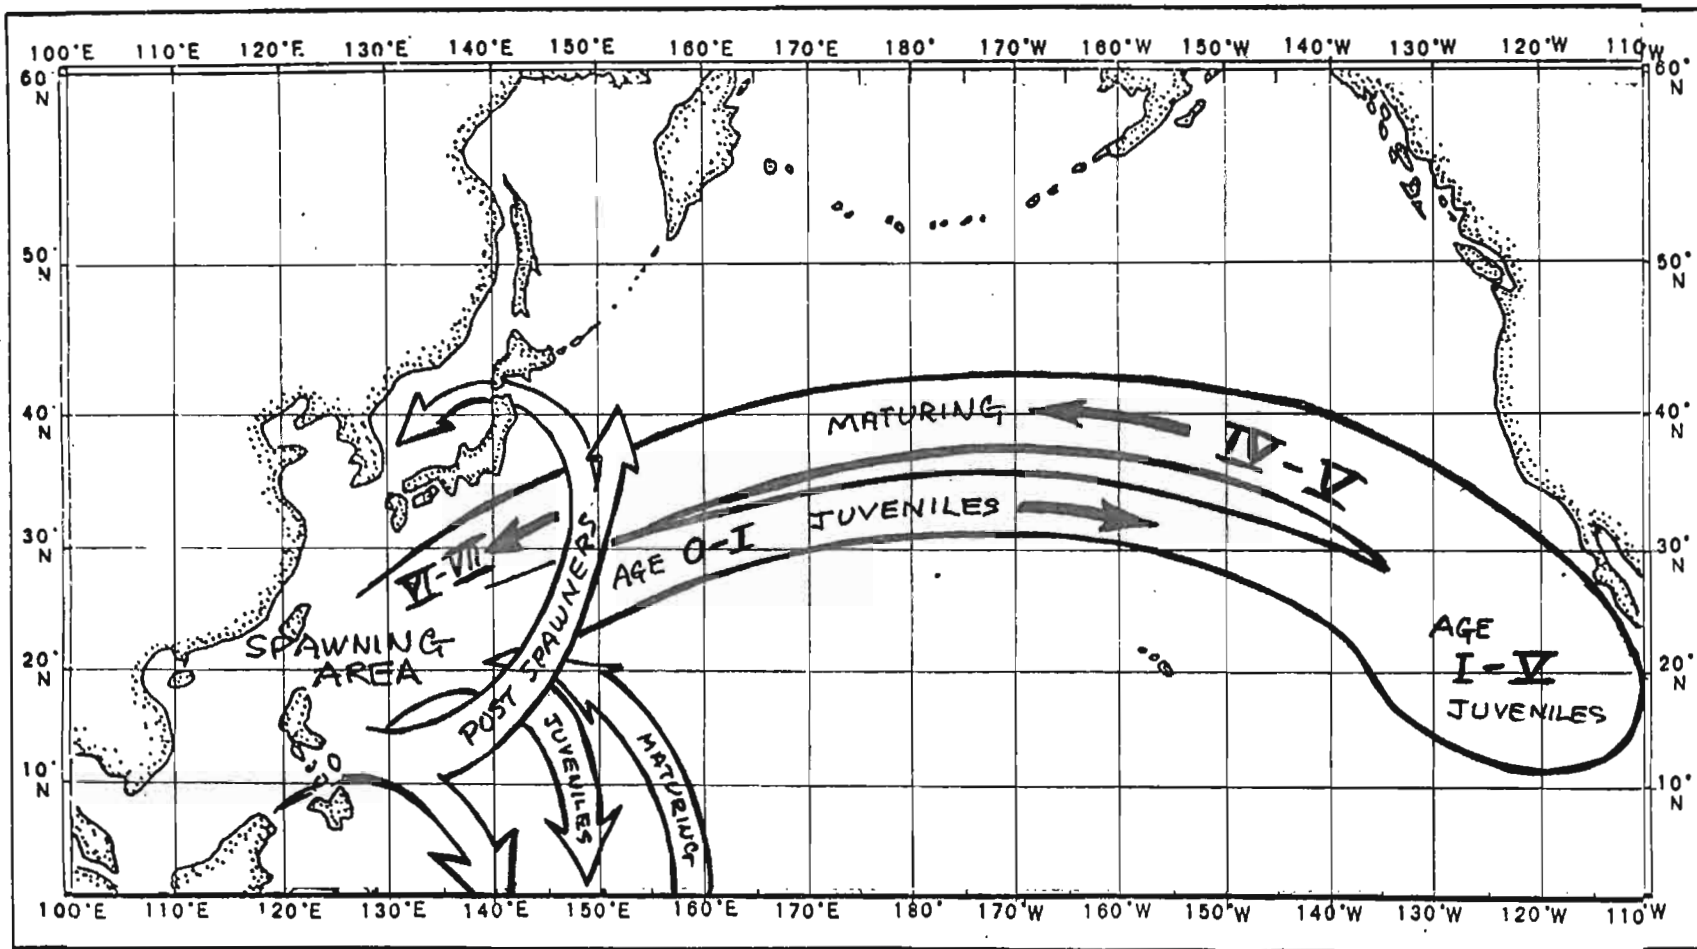 100°E 110°E 120°E 130°E 140°E 150°E 160°E 170°E 180° 170°W 160°W 150°W 140°W 130°W 120°W 110°W
60° N
60° N
50° N
50° N
40° N
40° N
30° N
30° N
20° N
20° N
10° N
10° N
MATURING
IV-V
AGE O-I JUVENILES
VI-VII
SPAWNING
AREA
POST SPAWNERS
JUVENILES
MATURING
AGE
I-V
JUVENILES
100°E 110°E 120°E 130°E 140°E 150°E 160°E 170°E 180° 170°W 160°W 150°W 140°W 130°W 120°W 110°W